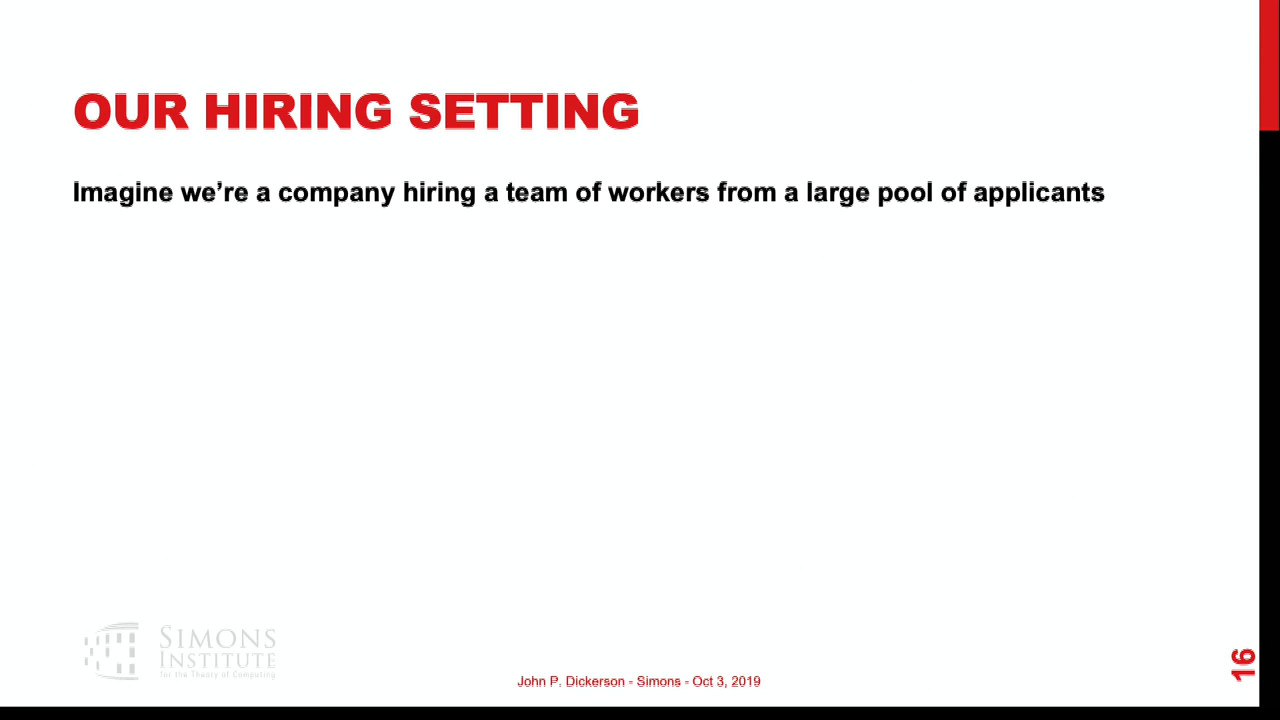 OUR HIRING SETTING
Imagine we’re a company hiring a team of workers from a large pool of applicants
SIMONS
INSTITUTE
for the Theory of Computing
John P. Dickerson - Simons - Oct 3, 2019
16